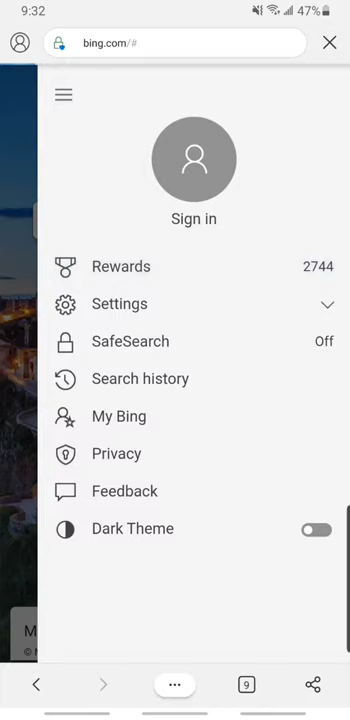 9:32
47%
bing.com/#
Sign in
Rewards 2744
Settings
SafeSearch Off
Search history
My Bing
Privacy
Feedback
Dark Theme
M
©
9